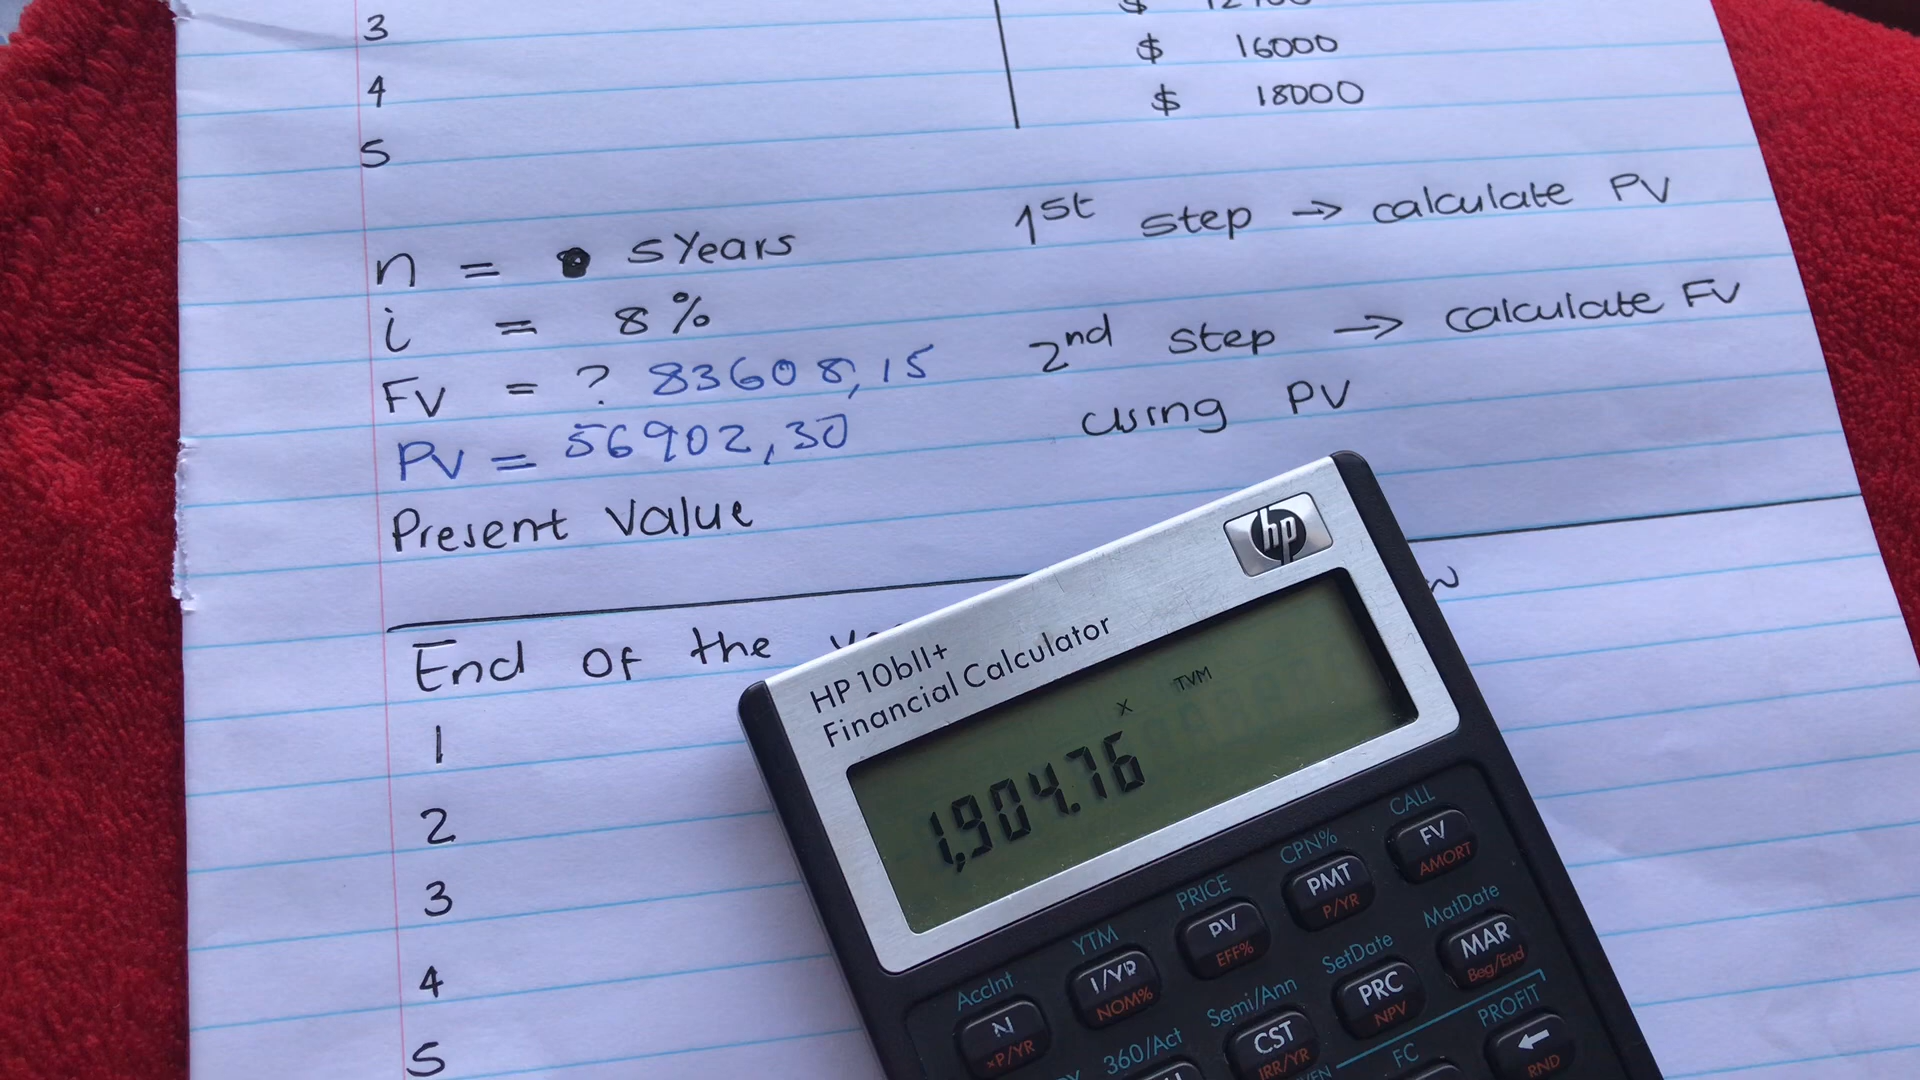 3
$ 16000
4
$ 18000
5
1st step → calculate PV
n = 5 Years
i = 8%
2nd step → calculate FV
FV = ? 83608,15
using PV
PV = 56902,30
Present Value
End of the
1
2
3
4
5
hp
HP 10bII+
Financial Calculator
TVM
x
1,904.76
CALL
FV
AMORT
CPN%
PMT
P/YR
PRICE
PV
EFF%
YTM
I/YR
NOM%
AccInt
N
xP/YR
MatDate
MAR
Beg/End
SetDate
PRC
NPV
Semi/Ann
CST
IRR/YR
360/Act
PROFIT
FC
RND